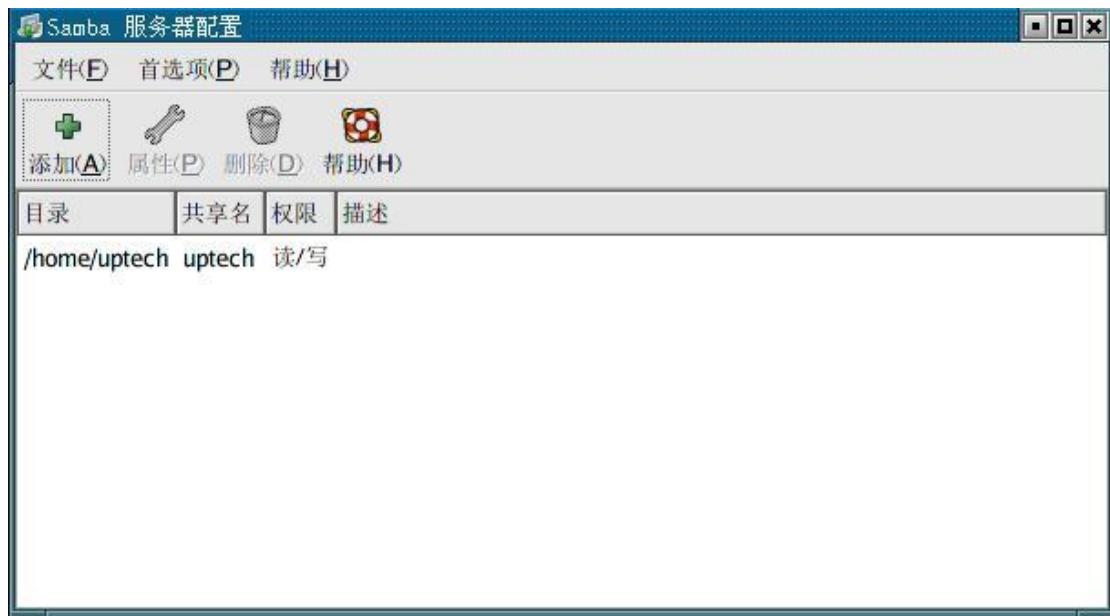 Samba 服务器配置
文件(F) 首选项(P) 帮助(H)
添加(A) 属性(P) 删除(D) 帮助(H)
目录 共享名 权限 描述
/home/uptech uptech 读/写